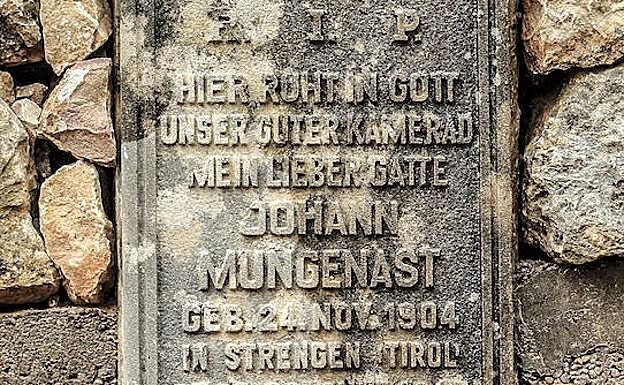 R. I. P.
HIER RUHT IN GOTT
UNSER GUTER KAMERAD
MEIN LIEBER GATTE
JOHANN
MUNGENAST
GEB. 24. NOV. 1904
IN STRENGEN (TIROL)